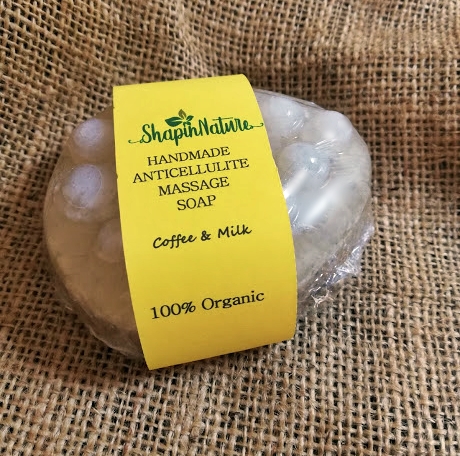 ShapinNature
HANDMADE
ANTICELLULITE
MASSAGE
SOAP
Coffee & Milk
100% Organic